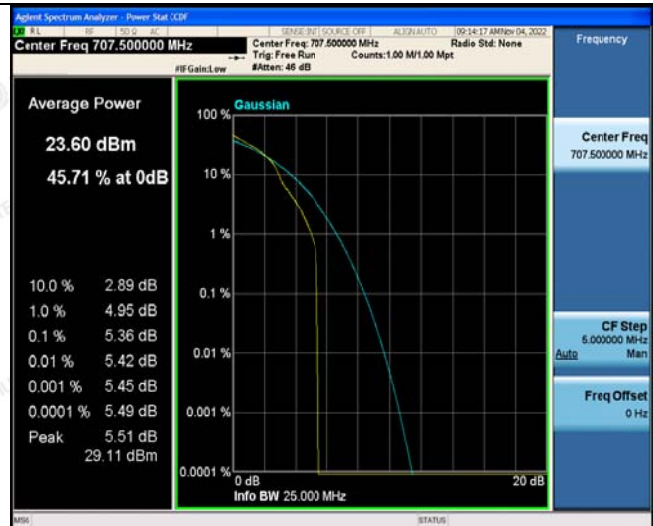 Agilent Spectrum Analyzer - Power Stat CCDF
RL RF 50 Ω AC SENSE:INT SOURCE OFF ALIGN AUTO 09:14:17 AM Nov 04, 2022
Center Freq 707.500000 MHz
Center Freq: 707.500000 MHz Radio Std: None
Trig: Free Run Counts:1.00 M/1.00 Mpt
#IFGain:Low #Atten: 46 dB
Frequency
Average Power
23.60 dBm
45.71 % at 0dB
10.0 % 2.89 dB
1.0 % 4.95 dB
0.1 % 5.36 dB
0.01 % 5.42 dB
0.001 % 5.45 dB
0.0001 % 5.49 dB
Peak 5.51 dB
29.11 dBm
Gaussian
100 %
10 %
1 %
0.1 %
0.01 %
0.001 %
0.0001 %
0 dB 20 dB
Info BW 25.000 MHz
Center Freq
707.500000 MHz
CF Step
5.000000 MHz
Auto Man
Freq Offset
0 Hz
MSG STATUS